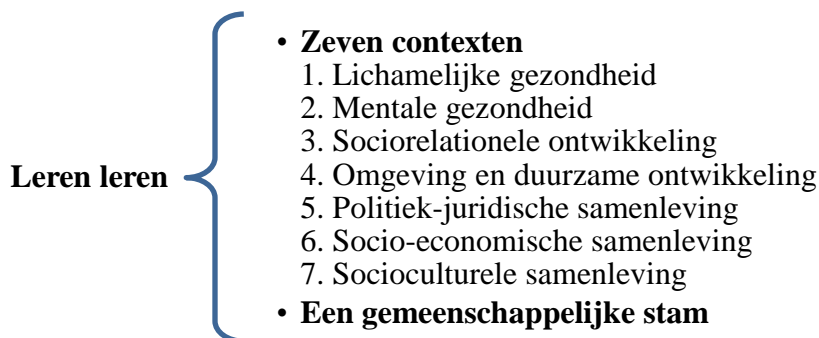 Leren leren
• Zeven contexten
1. Lichamelijke gezondheid
2. Mentale gezondheid
3. Sociorelationele ontwikkeling
4. Omgeving en duurzame ontwikkeling
5. Politiek-juridische samenleving
6. Socio-economische samenleving
7. Socioculturele samenleving
• Een gemeenschappelijke stam